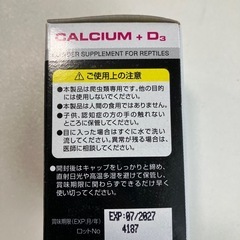 CALCIUM + D3
POWDER SUPPLEMENT FOR REPTILES
ご使用上の注意
●本製品は爬虫類専用です。他の目的
には使用しないでください。
●本製品は人間の食用ではありません。
●子供、認知症の方の手の触れない
ところに保管してください。
●目に入った場合はすぐに水で洗い
流してください。異常が残る場合は、
医師に相談してください。
●開封後はキャップをしっかりと締め、
直射日光や高温多湿を避けて保管し
賞味期限に関わらずできるだけ早く
使い切ってください。
賞味期限(EXP.月/年) EXP:07/2027
ロットNo 4187